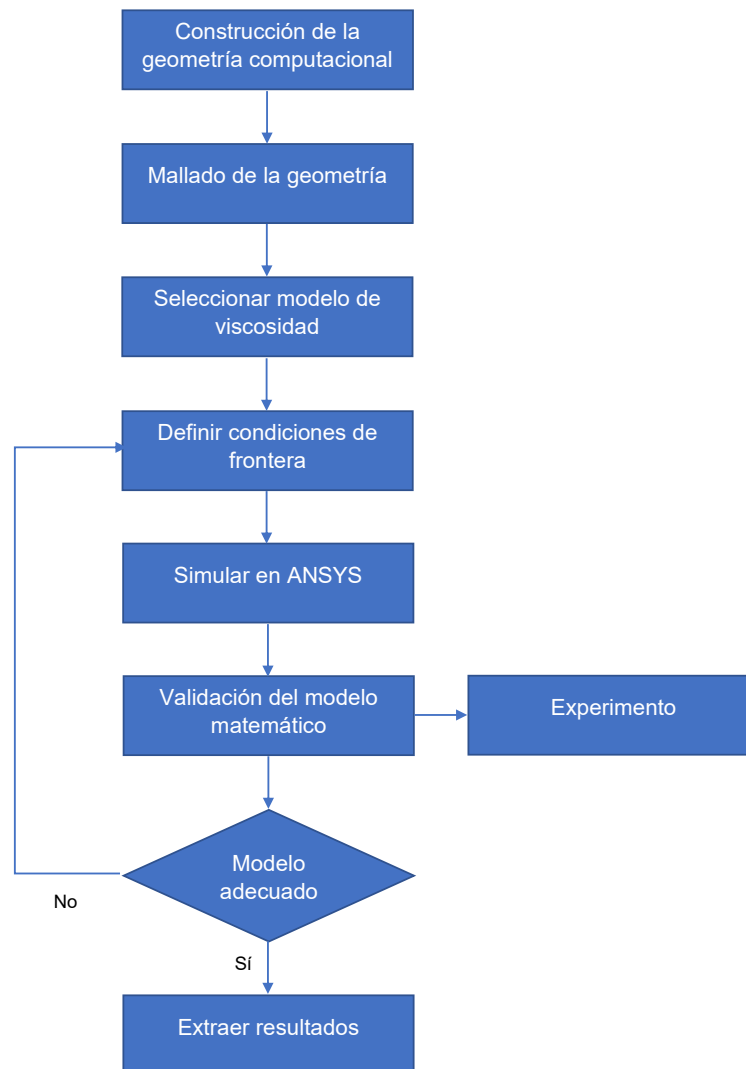 Construcción de la
geometría computacional
Mallado de la geometría
Seleccionar modelo de
viscosidad
Definir condiciones de
frontera
Simular en ANSYS
Validación del modelo
matemático
Experimento
Modelo
adecuado
No
Sí
Extraer resultados